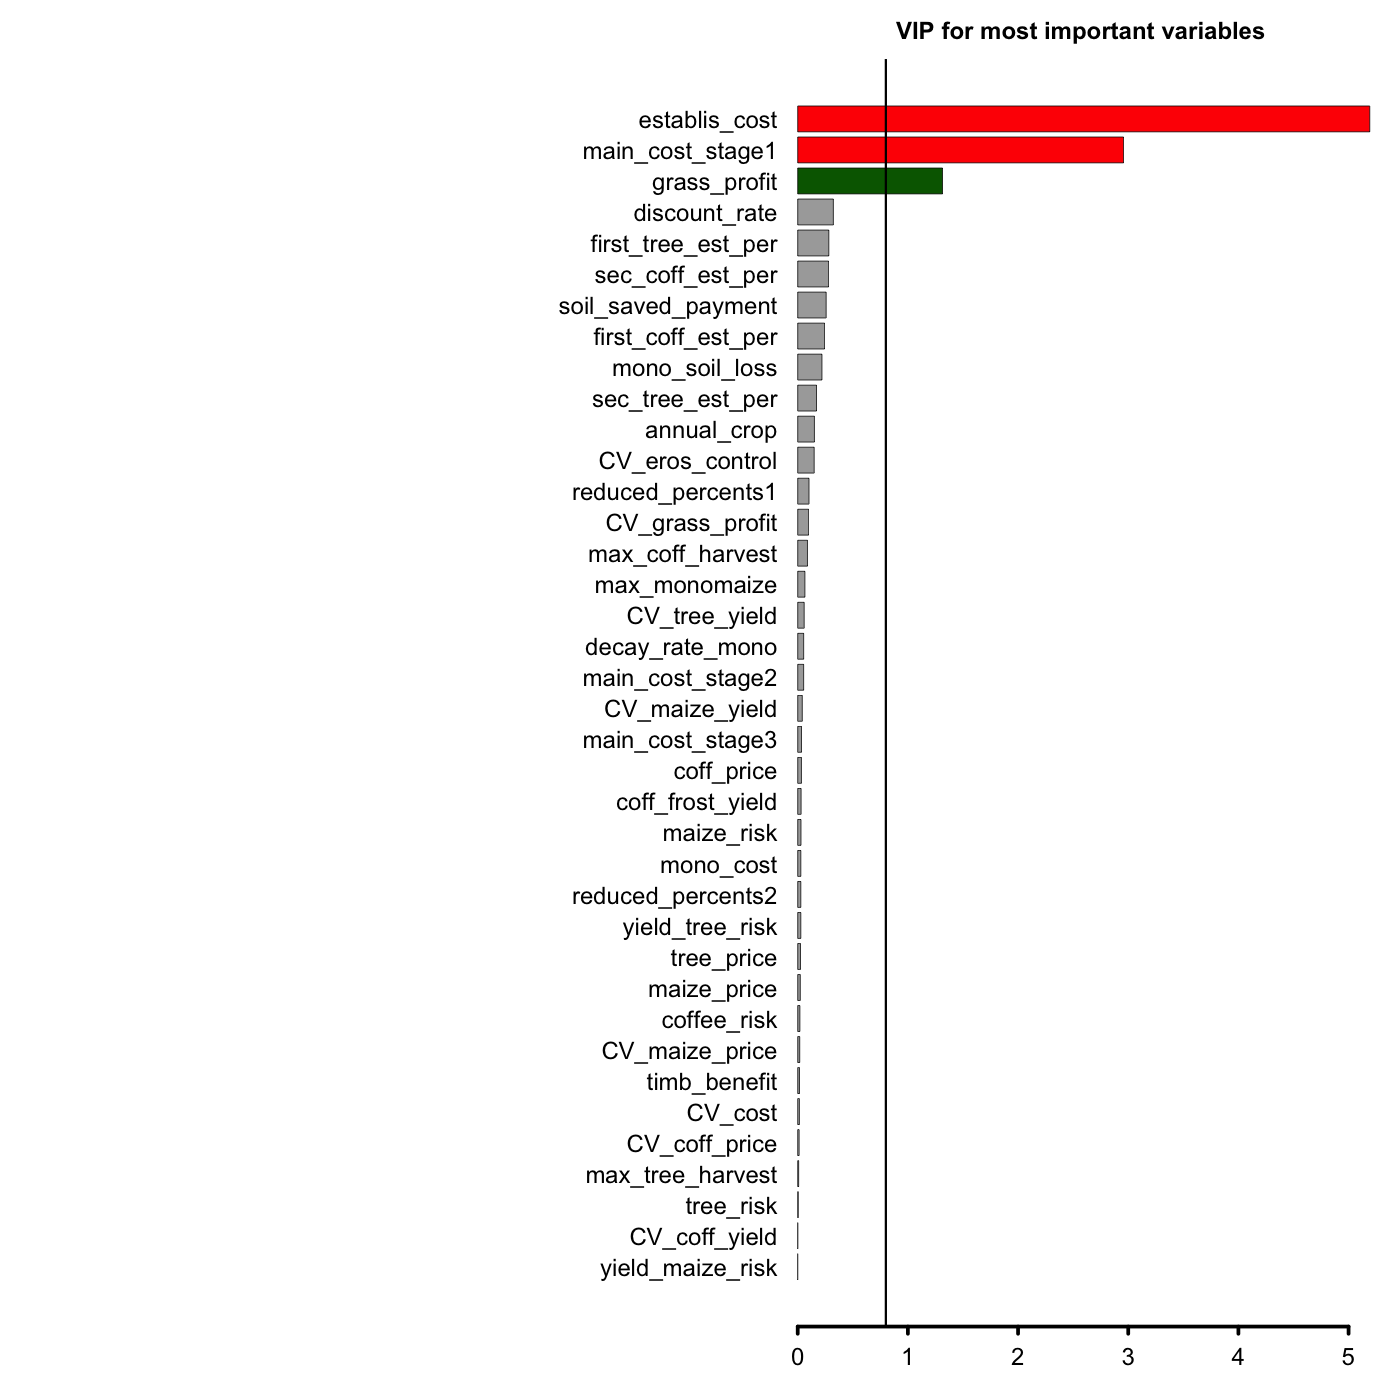 VIP for most important variables
establis_cost
main_cost_stage1
grass_profit
discount_rate
first_tree_est_per
sec_coff_est_per
soil_saved_payment
first_coff_est_per
mono_soil_loss
sec_tree_est_per
annual_crop
CV_eros_control
reduced_percents1
CV_grass_profit
max_coff_harvest
max_monomaize
CV_tree_yield
decay_rate_mono
main_cost_stage2
CV_maize_yield
main_cost_stage3
coff_price
coff_frost_yield
maize_risk
mono_cost
reduced_percents2
yield_tree_risk
tree_price
maize_price
coffee_risk
CV_maize_price
timb_benefit
CV_cost
CV_coff_price
max_tree_harvest
tree_risk
CV_coff_yield
yield_maize_risk
0 1 2 3 4 5